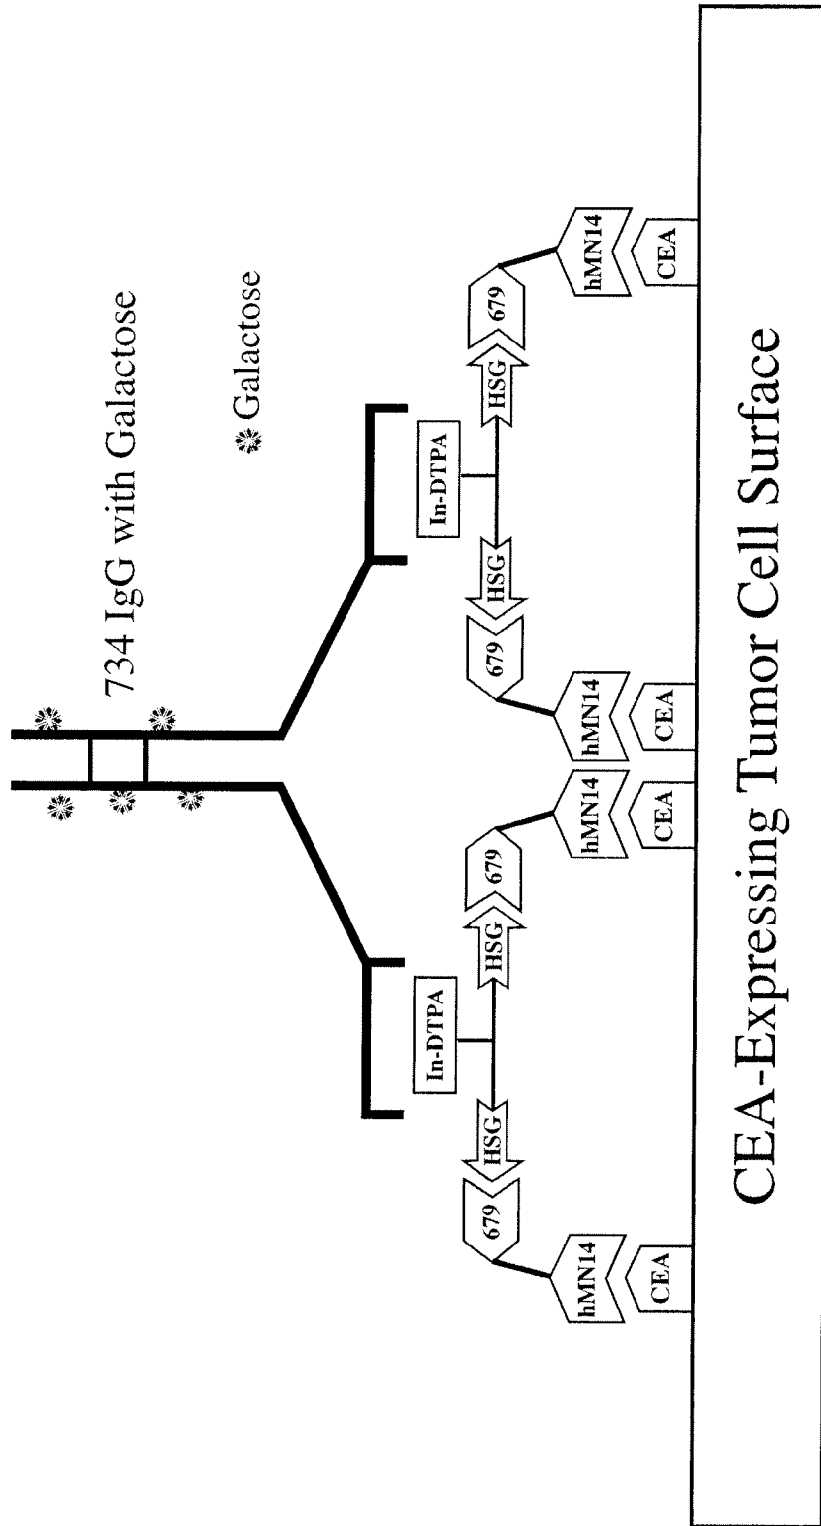 734 IgG with Galactose
Galactose
In-DTPA
In-DTPA
HSG
HSG
HSG
HSG
679
679
679
679
hMN14
hMN14
hMN14
hMN14
CEA
CEA
CEA
CEA
CEA-Expressing Tumor Cell Surface